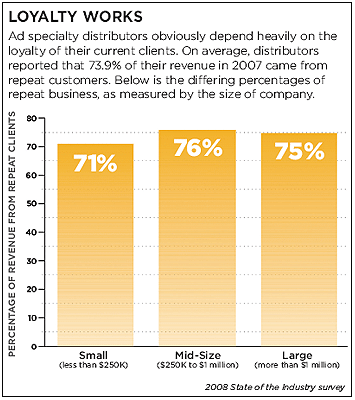 LOYALTY WORKS
Ad specialty distributors obviously depend heavily on the
loyalty of their current clients. On average, distributors
reported that 73.9% of their revenue in 2007 came from
repeat customers. Below is the differing percentages of
repeat business, as measured by the size of company.
PERCENTAGE OF REVENUE FROM REPEAT CLIENTS
80
70
60
50
40
30
20
10
0
71%
76%
75%
Small
(less than $250K)
Mid-Size
($250K to $1 million)
Large
(more than $1 million)
2008 State of the Industry survey